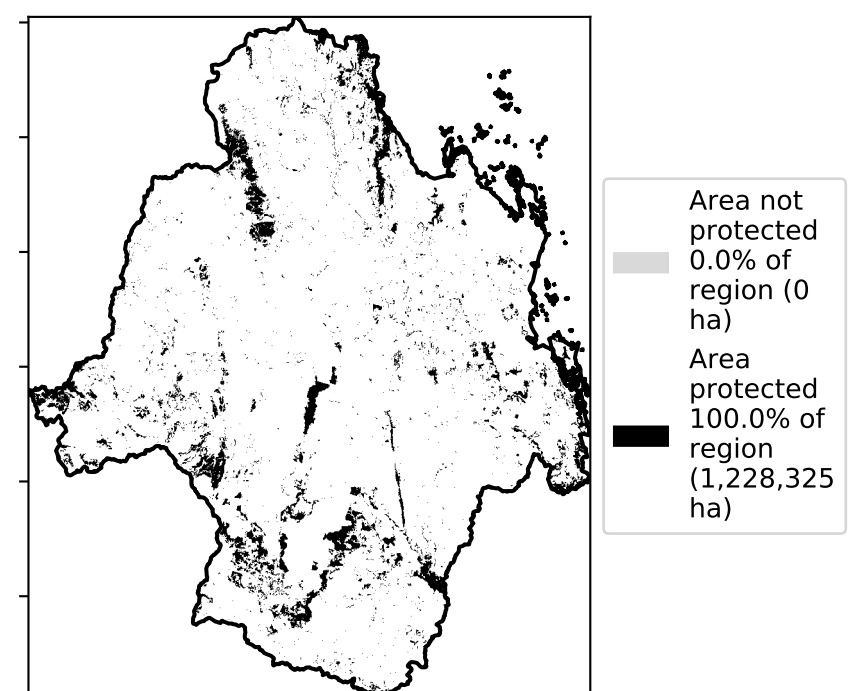 Area not
protected
0.0% of
region (0
ha)
Area
protected
100.0% of
region
(1,228,325
ha)